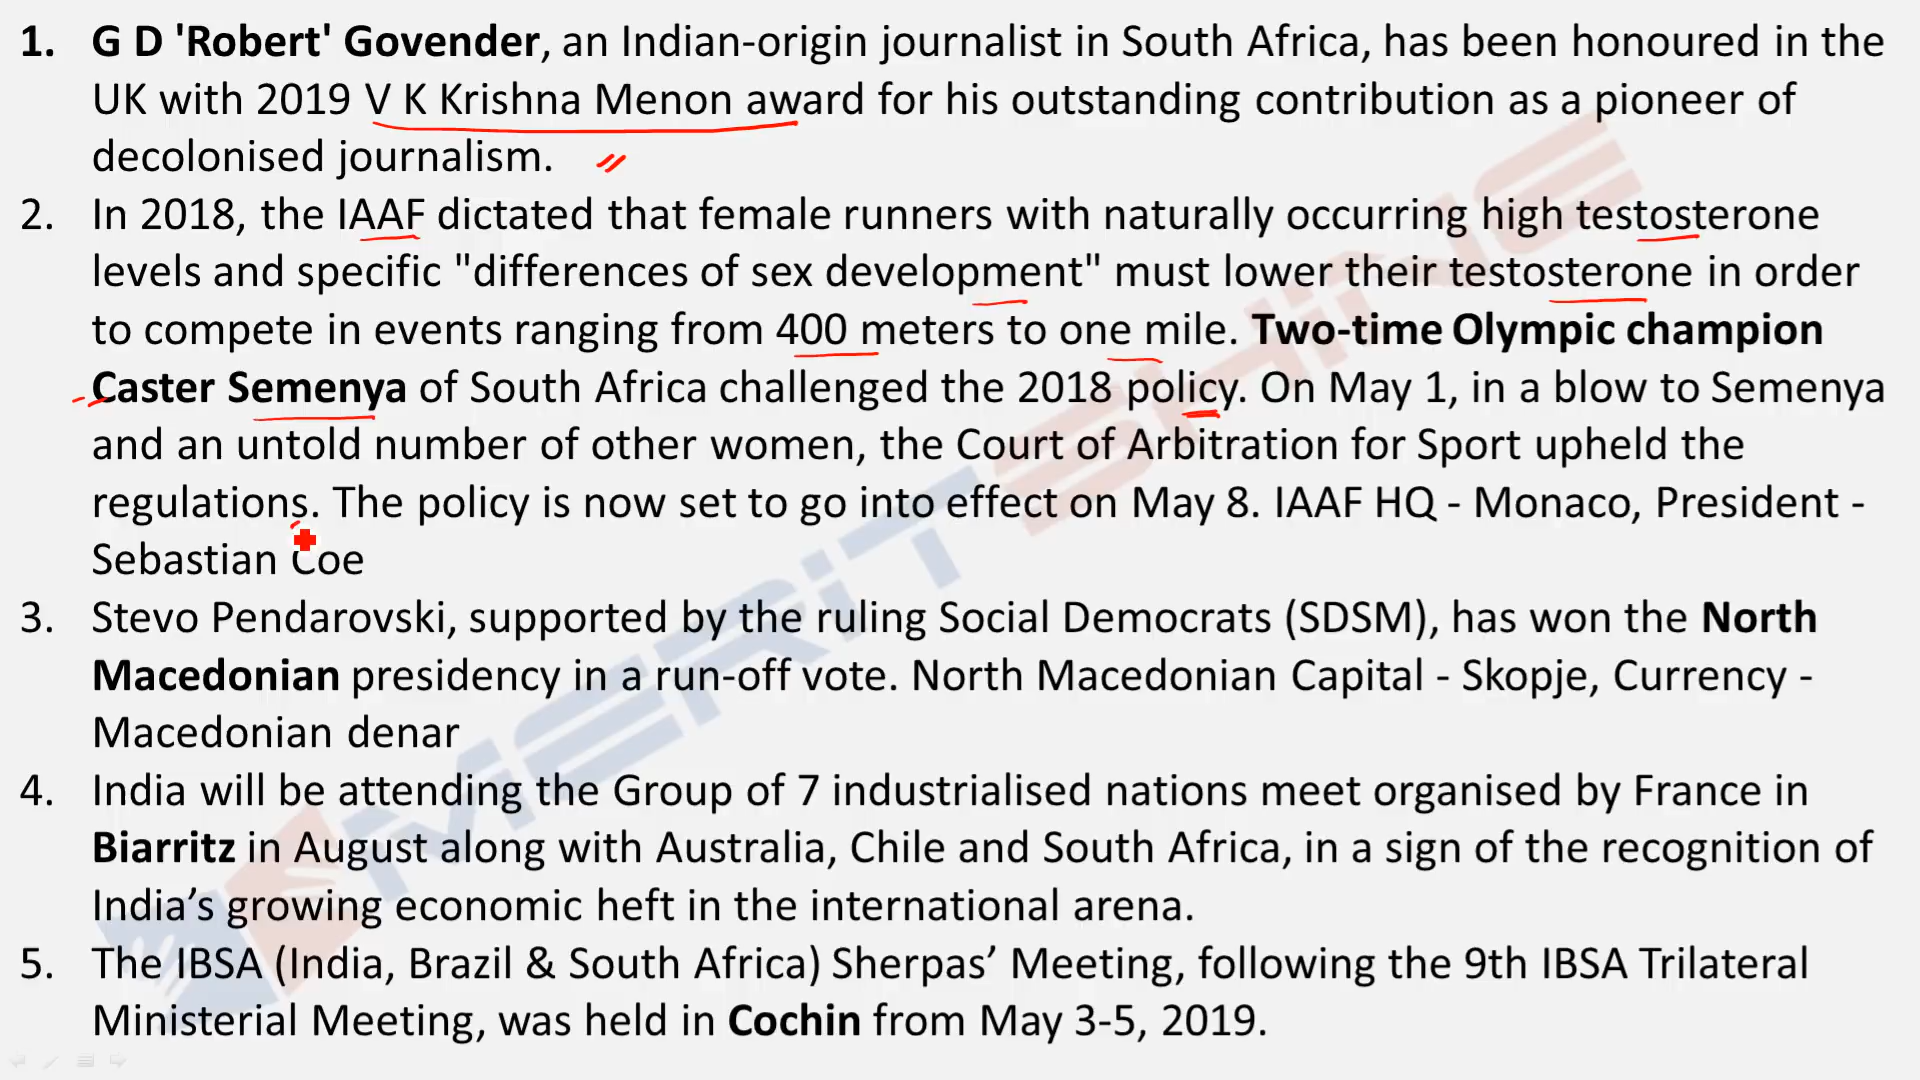 1. G D 'Robert' Govender, an Indian-origin journalist in South Africa, has been honoured in the
UK with 2019 V K Krishna Menon award for his outstanding contribution as a pioneer of
decolonised journalism.
2. In 2018, the IAAF dictated that female runners with naturally occurring high testosterone
levels and specific "differences of sex development" must lower their testosterone in order
to compete in events ranging from 400 meters to one mile. Two-time Olympic champion
Caster Semenya of South Africa challenged the 2018 policy. On May 1, in a blow to Semenya
and an untold number of other women, the Court of Arbitration for Sport upheld the
regulations. The policy is now set to go into effect on May 8. IAAF HQ - Monaco, President -
Sebastian Coe
3. Stevo Pendarovski, supported by the ruling Social Democrats (SDSM), has won the North
Macedonian presidency in a run-off vote. North Macedonian Capital - Skopje, Currency -
Macedonian denar
4. India will be attending the Group of 7 industrialised nations meet organised by France in
Biarritz in August along with Australia, Chile and South Africa, in a sign of the recognition of
India’s growing economic heft in the international arena.
5. The IBSA (India, Brazil & South Africa) Sherpas’ Meeting, following the 9th IBSA Trilateral
Ministerial Meeting, was held in Cochin from May 3-5, 2019.
MERiTSHiNE